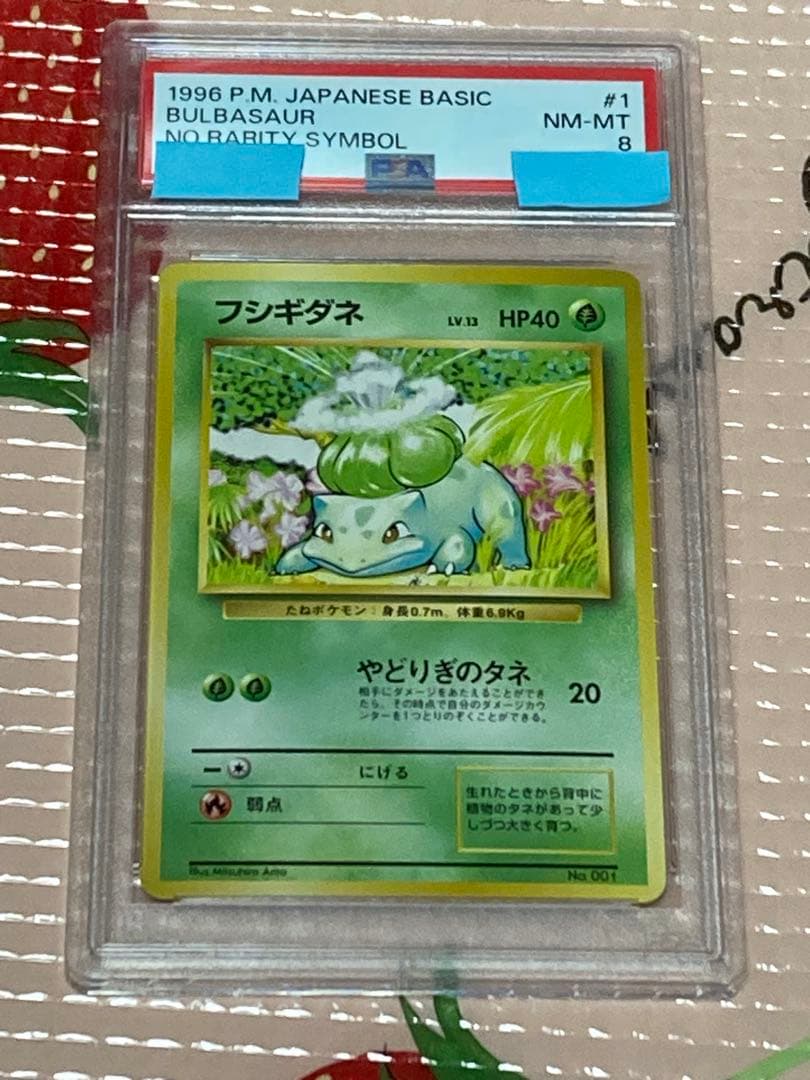 1996 P.M. JAPANESE BASIC #1
BULBASAUR NM-MT
NO RARITY SYMBOL 8
PSA
フシギダネ LV.13 HP40
たねポケモン：身長0.7m、体重6.9Kg
やどりぎのタネ 20
相手にダメージをあたえることができ
たら、その時点で自分のダメージカウ
ンターを1つとりのぞくことができる。
にげる
弱点
生れたときから背中に
植物のタネがあって少
しづつ大きく育つ。
Illus. Mitsuhiro Arita No. 001